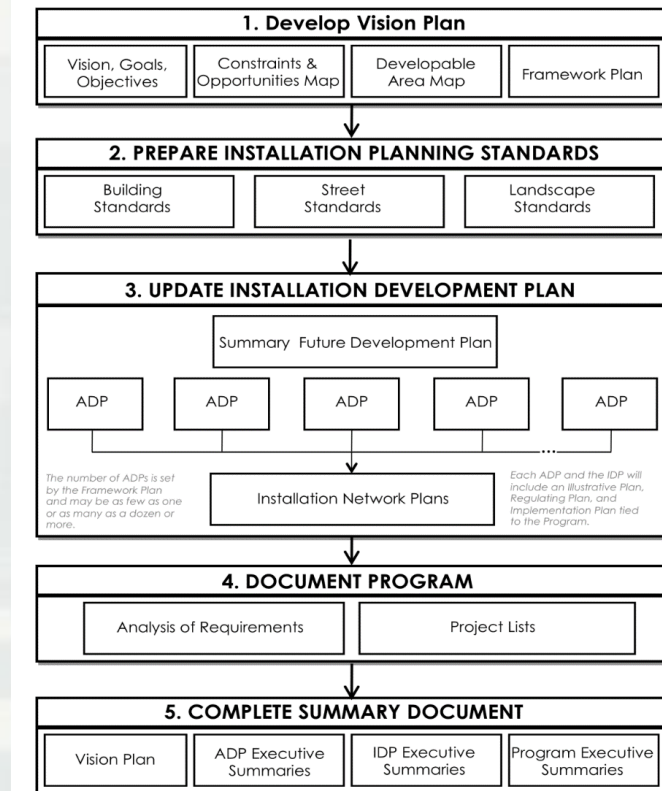 1. Develop Vision Plan
Vision, Goals,
Objectives
Constraints &
Opportunities Map
Developable
Area Map
Framework Plan
2. PREPARE INSTALLATION PLANNING STANDARDS
Building
Standards
Street
Standards
Landscape
Standards
3. UPDATE INSTALLATION DEVELOPMENT PLAN
Summary Future Development Plan
ADP
ADP
ADP
ADP
ADP
...
The number of ADPs is set
by the Framework Plan
and may be as few as one
or as many as a dozen or
more.
Installation Network Plans
Each ADP and the IDP will
include an Illustrative Plan,
Regulating Plan, and
Implementation Plan tied
to the Program.
4. DOCUMENT PROGRAM
Analysis of Requirements
Project Lists
5. COMPLETE SUMMARY DOCUMENT
Vision Plan
ADP Executive
Summaries
IDP Executive
Summaries
Program Executive
Summaries